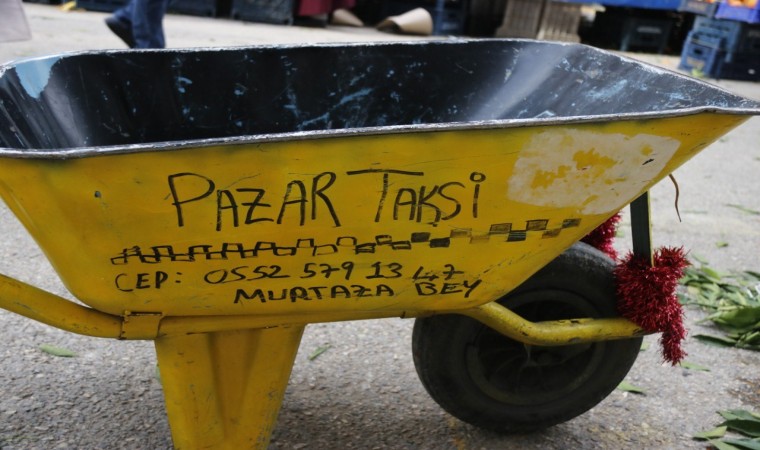 PAZAR TAKSİ
CEP: 0552 579 13 47
MURTAZA BEY